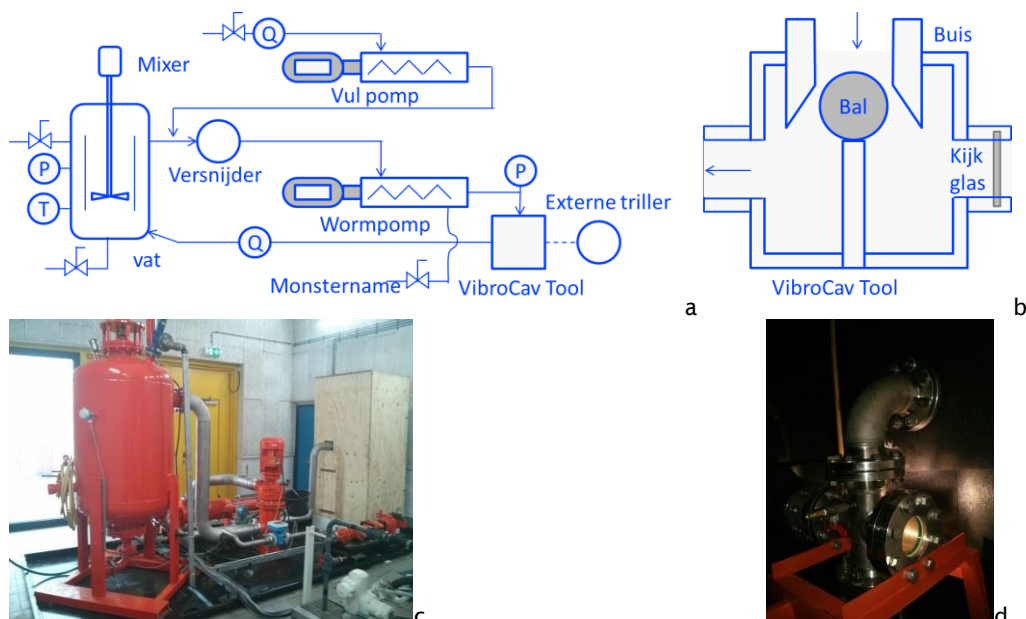 Mixer
Q
Vul pomp
P
T
Versnijder
vat
Wormpomp
P
Externe triller
Q
Monstername
VibroCav Tool
a
Buis
Bal
Kijk
glas
VibroCav Tool
b
c
d